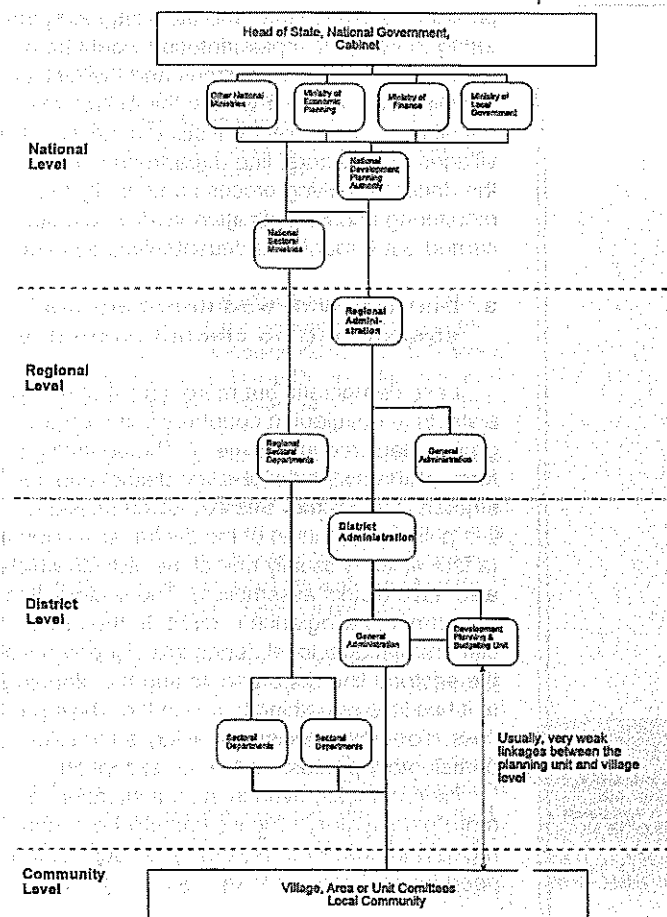 Head of State, National Government,
Cabinet
Other National
Ministries
Ministry of
Economic
Planning
Ministry of
Finance
Ministry of
Local
Government
National
Level
National
Development
Planning
Authority
National
Sectoral
Ministries
Regional
Admini-
stration
Regional
Level
Regional
Sectoral
Departments
General
Administration
District
Administration
District
Level
General
Administration
Development
Planning &
Budgeting Unit
Sectoral
Departments
Sectoral
Departments
Usually, very weak
linkages between the
planning unit and village
level
Community
Level
Village, Area or Unit Comittees
Local Community